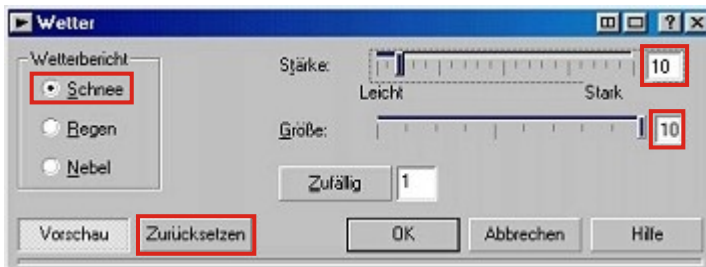 Wetter
Wetterbericht
Schnee
Regen
Nebel
Stärke: 10
Leicht Stark
Größe: 10
Zufällig 1
Vorschau Zurücksetzen OK Abbrechen Hilfe